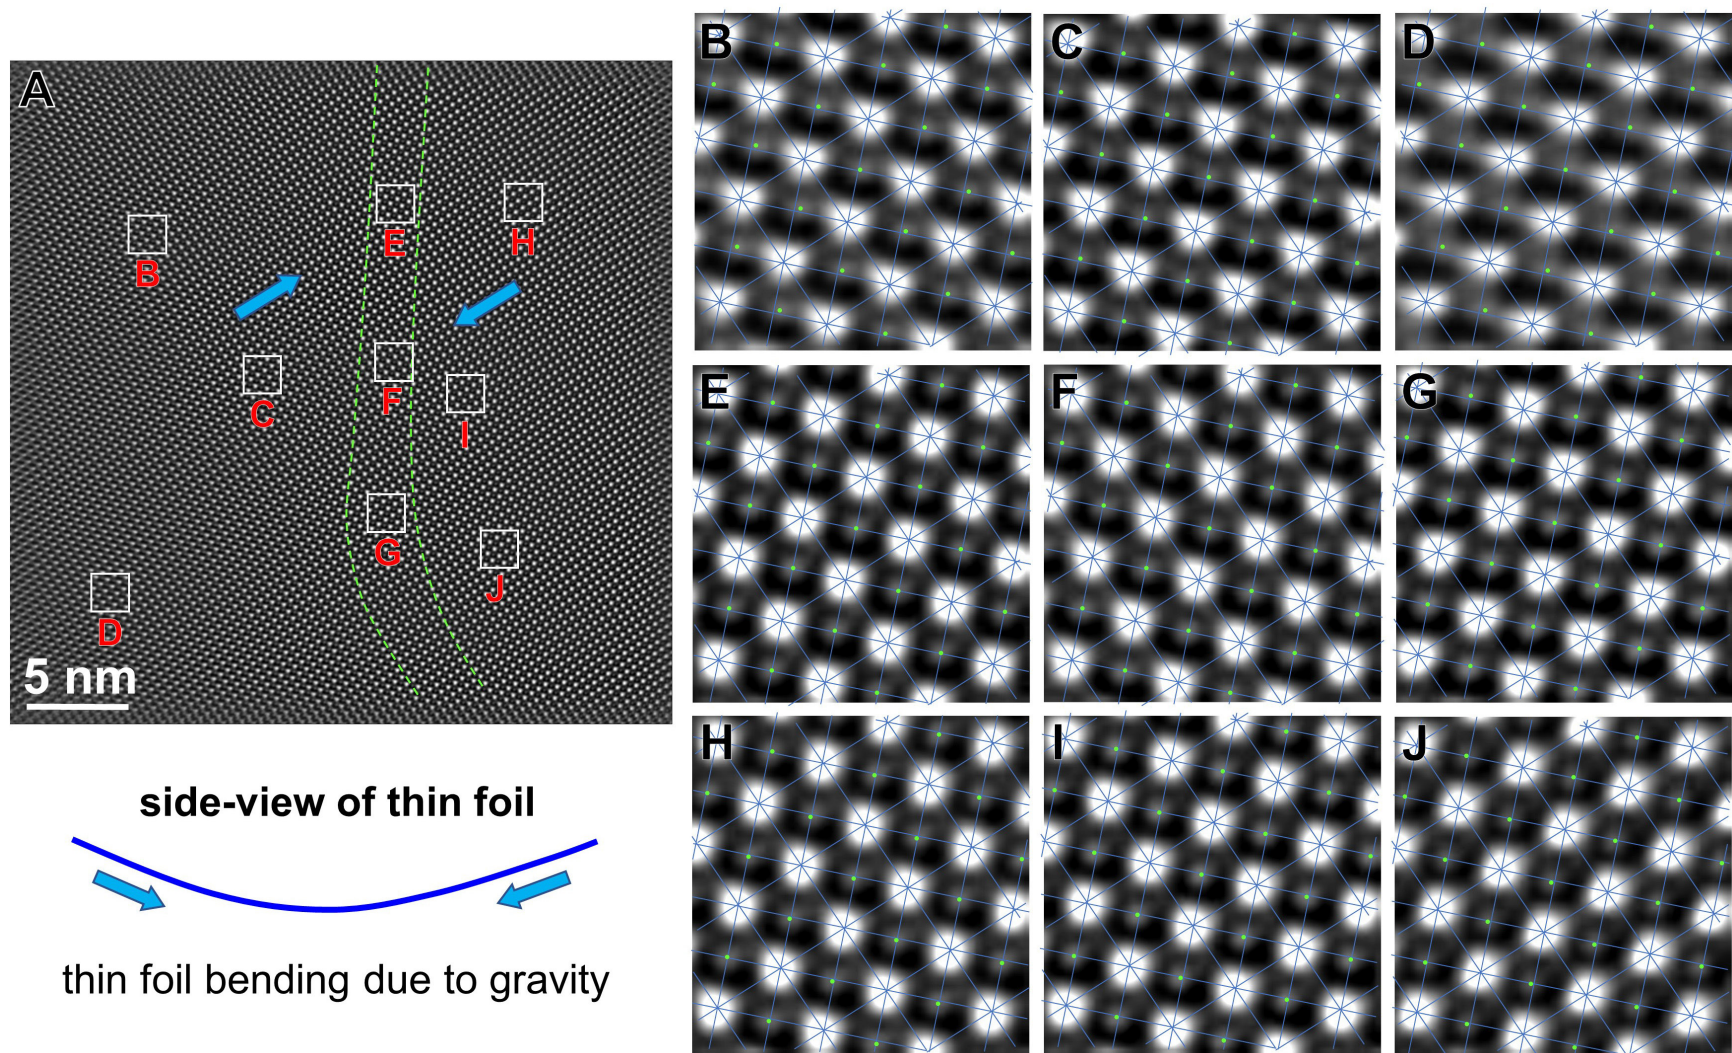 A
B
C
D
E
F
G
H
I
J
5 nm
side-view of thin foil
thin foil bending due to gravity
B
C
D
E
F
G
H
I
J